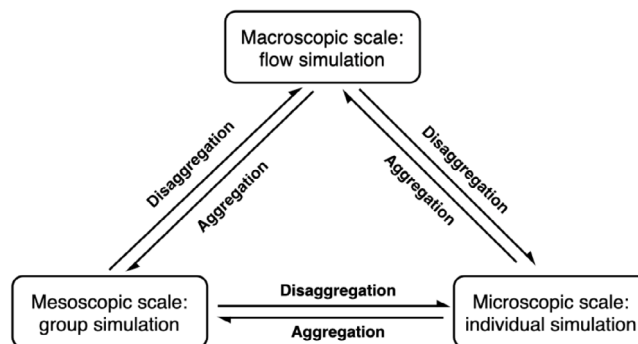 Macroscopic scale:
flow simulation
Disaggregation
Aggregation
Disaggregation
Aggregation
Mesoscopic scale:
group simulation
Disaggregation
Aggregation
Microscopic scale:
individual simulation